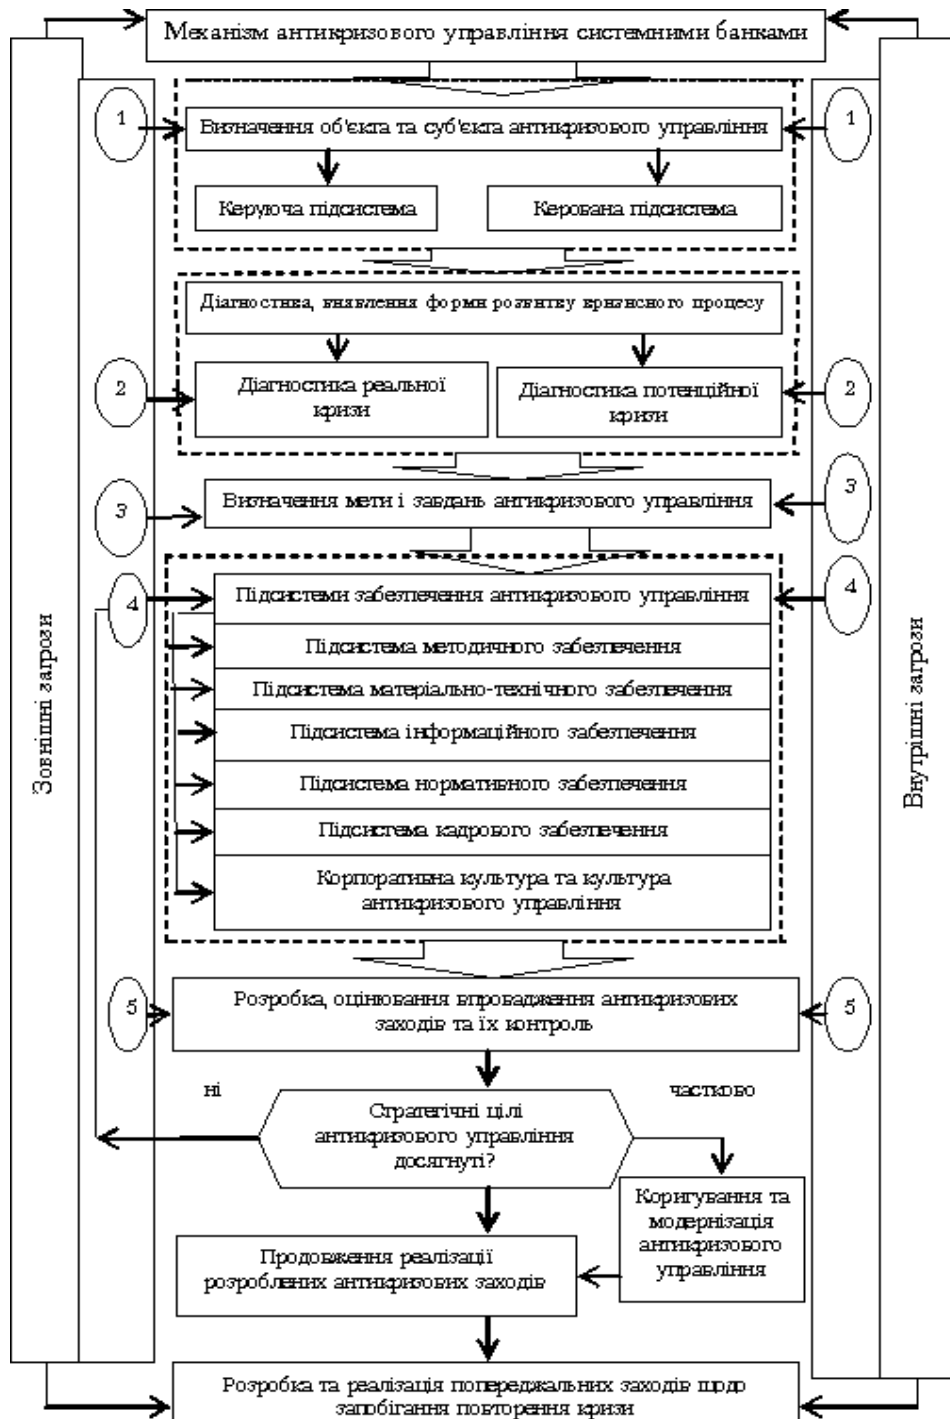 Механізм антикризового управління системними банками
1
Визначення об'єкта та суб'єкта антикризового управління
1
Керуюча підсистема
Керована підсистема
Діагностика, виявлення форми розвитку кризисного процесу
2
Діагностика реальної
кризи
Діагностика потенційної
кризи
2
3
Визначення мети і завдань антикризового управління
3
4
Підсистеми забезпечення антикризового управління
4
Підсистема методичного забезпечення
Підсистема матеріально-технічного забезпечення
Підсистема інформаційного забезпечення
Підсистема нормативного забезпечення
Підсистема кадрового забезпечення
Корпоративна культура та культура
антикризового управління
Зовнішні загрози
Внутрішні загрози
5
Розробка, оцінювання впровадження антикризових
заходів та їх контроль
5
ні
частково
Стратегічні цілі
антикризового управління
досягнуті?
Коригування та
модернізація
антикризового
управління
Продовження реалізації
розроблених антикризових заходів
Розробка та реалізація попереджальних заходів щодо
запобігання повторення кризи